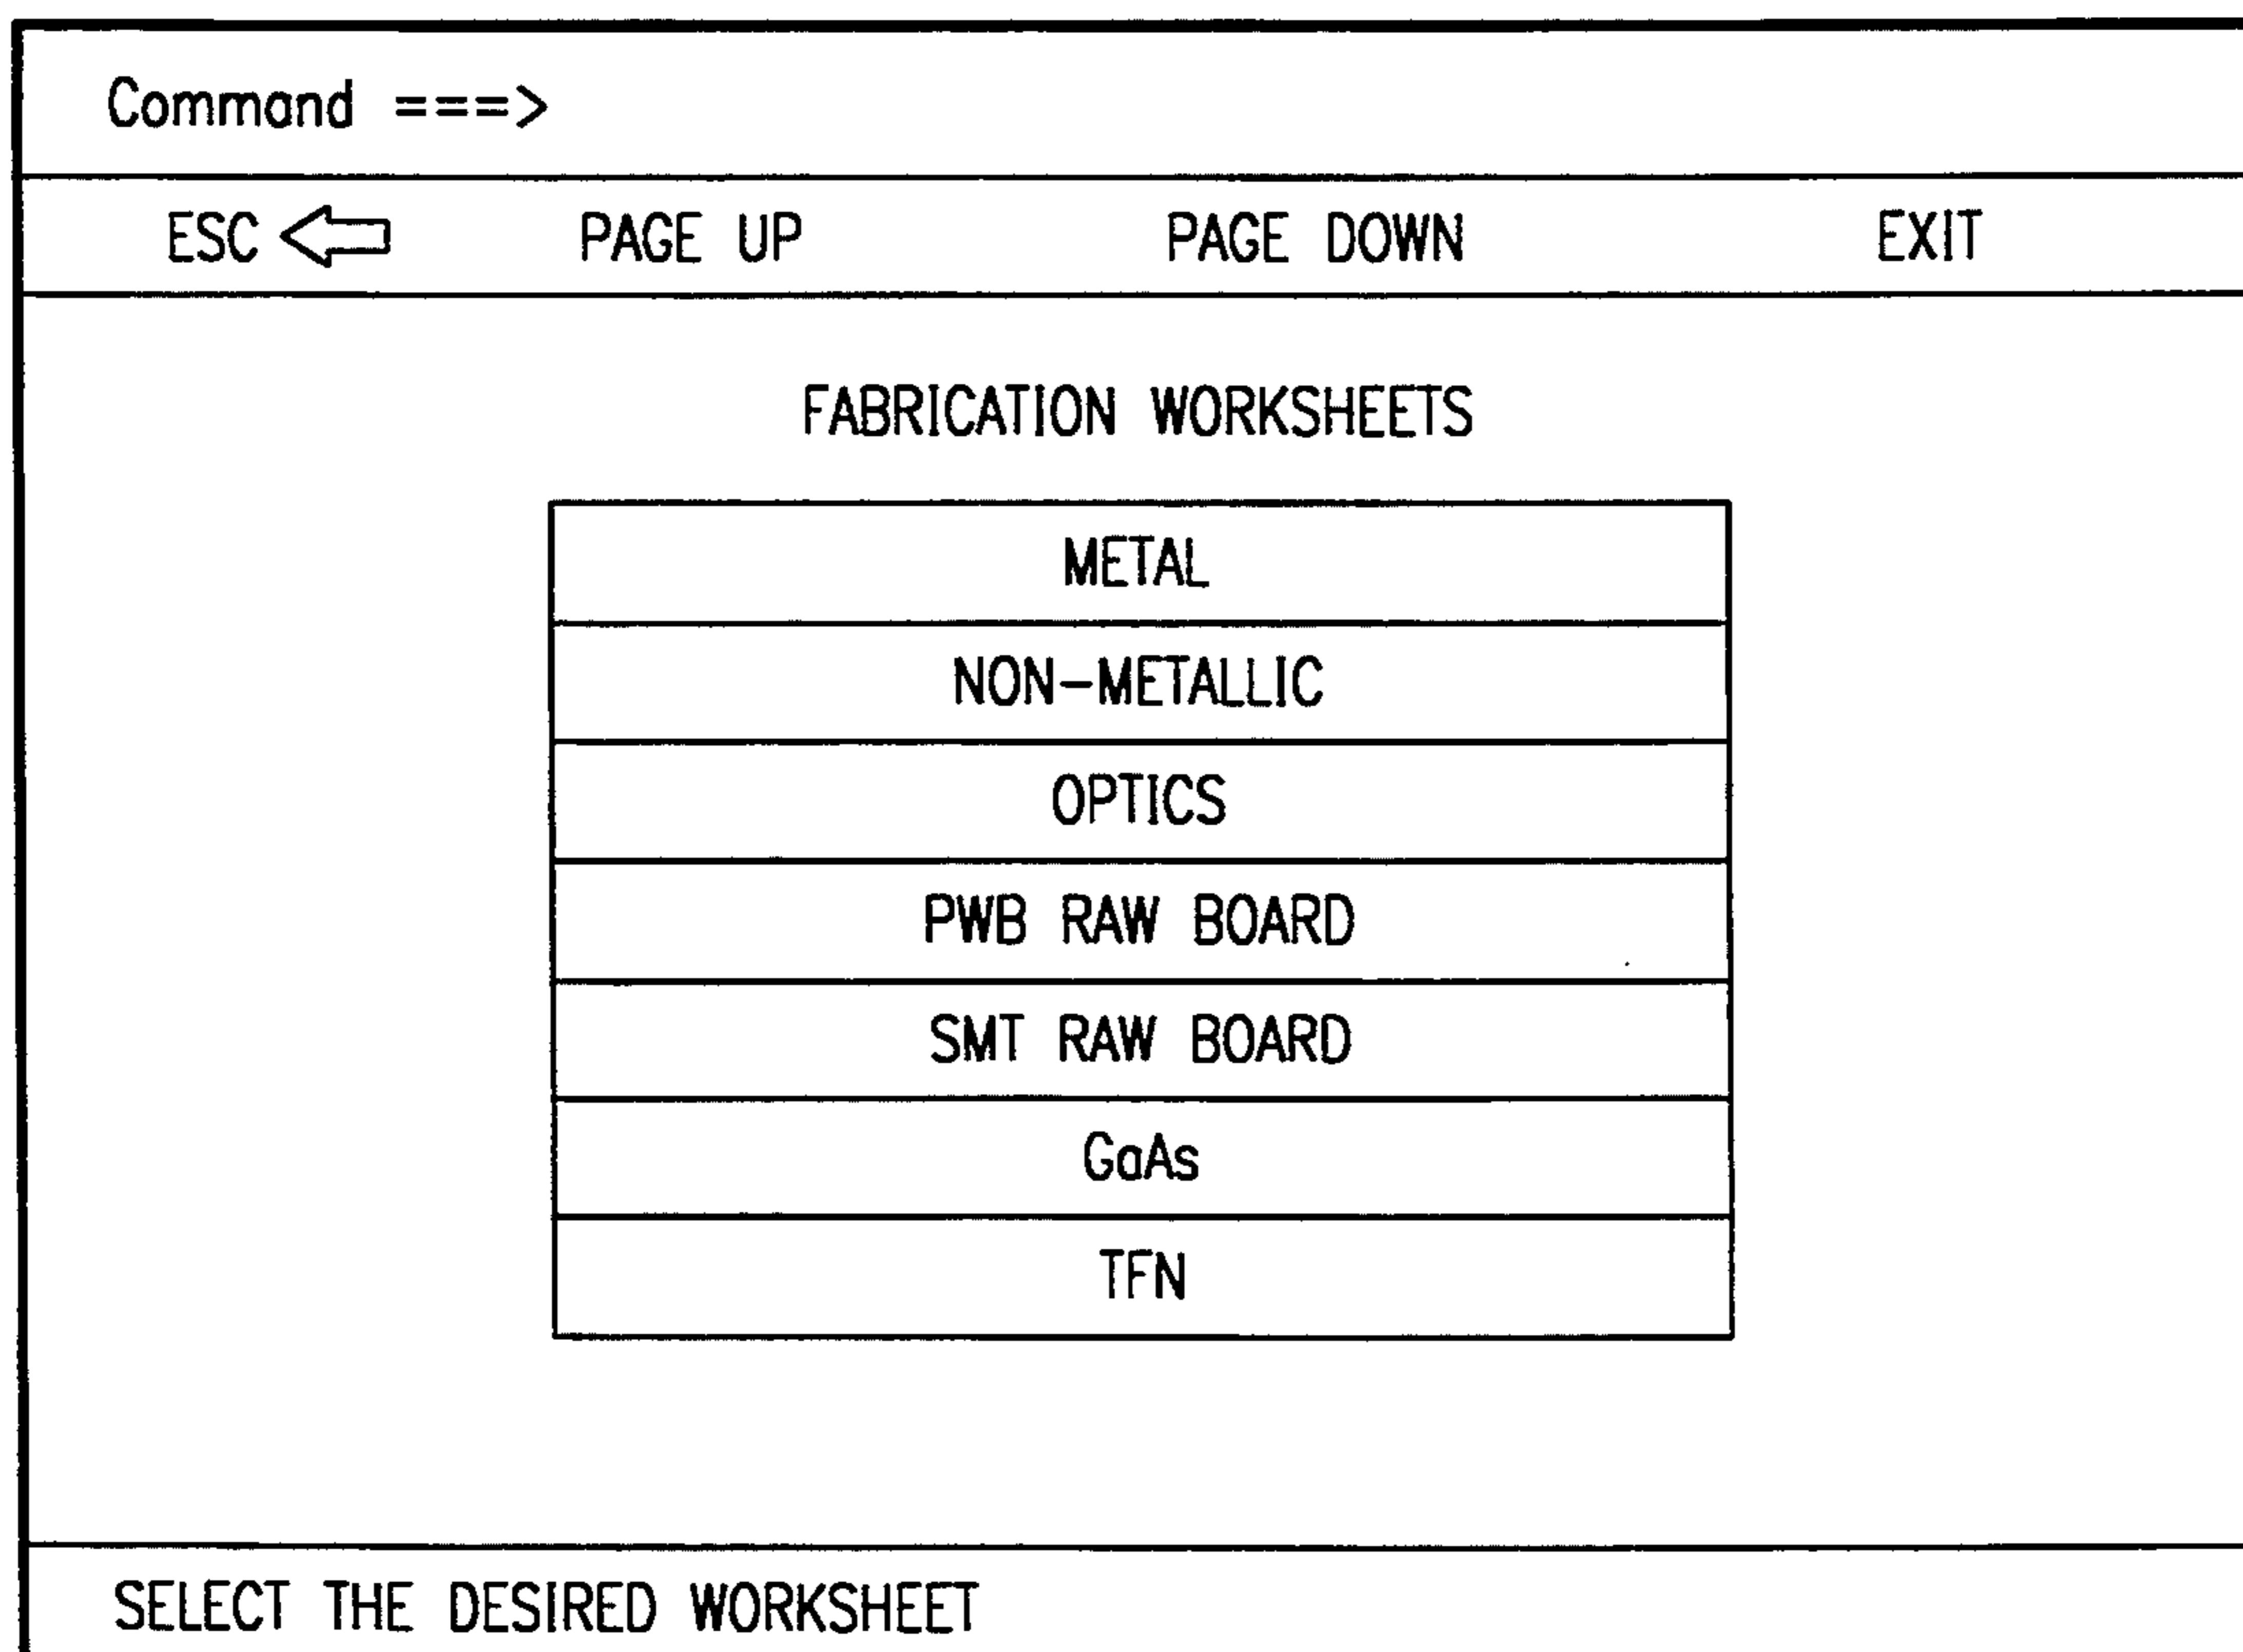 Command ===>
ESC PAGE UP PAGE DOWN EXIT
FABRICATION WORKSHEETS
METAL
NON-METALLIC
OPTICS
PWB RAW BOARD
SMT RAW BOARD
GaAs
TFN
SELECT THE DESIRED WORKSHEET